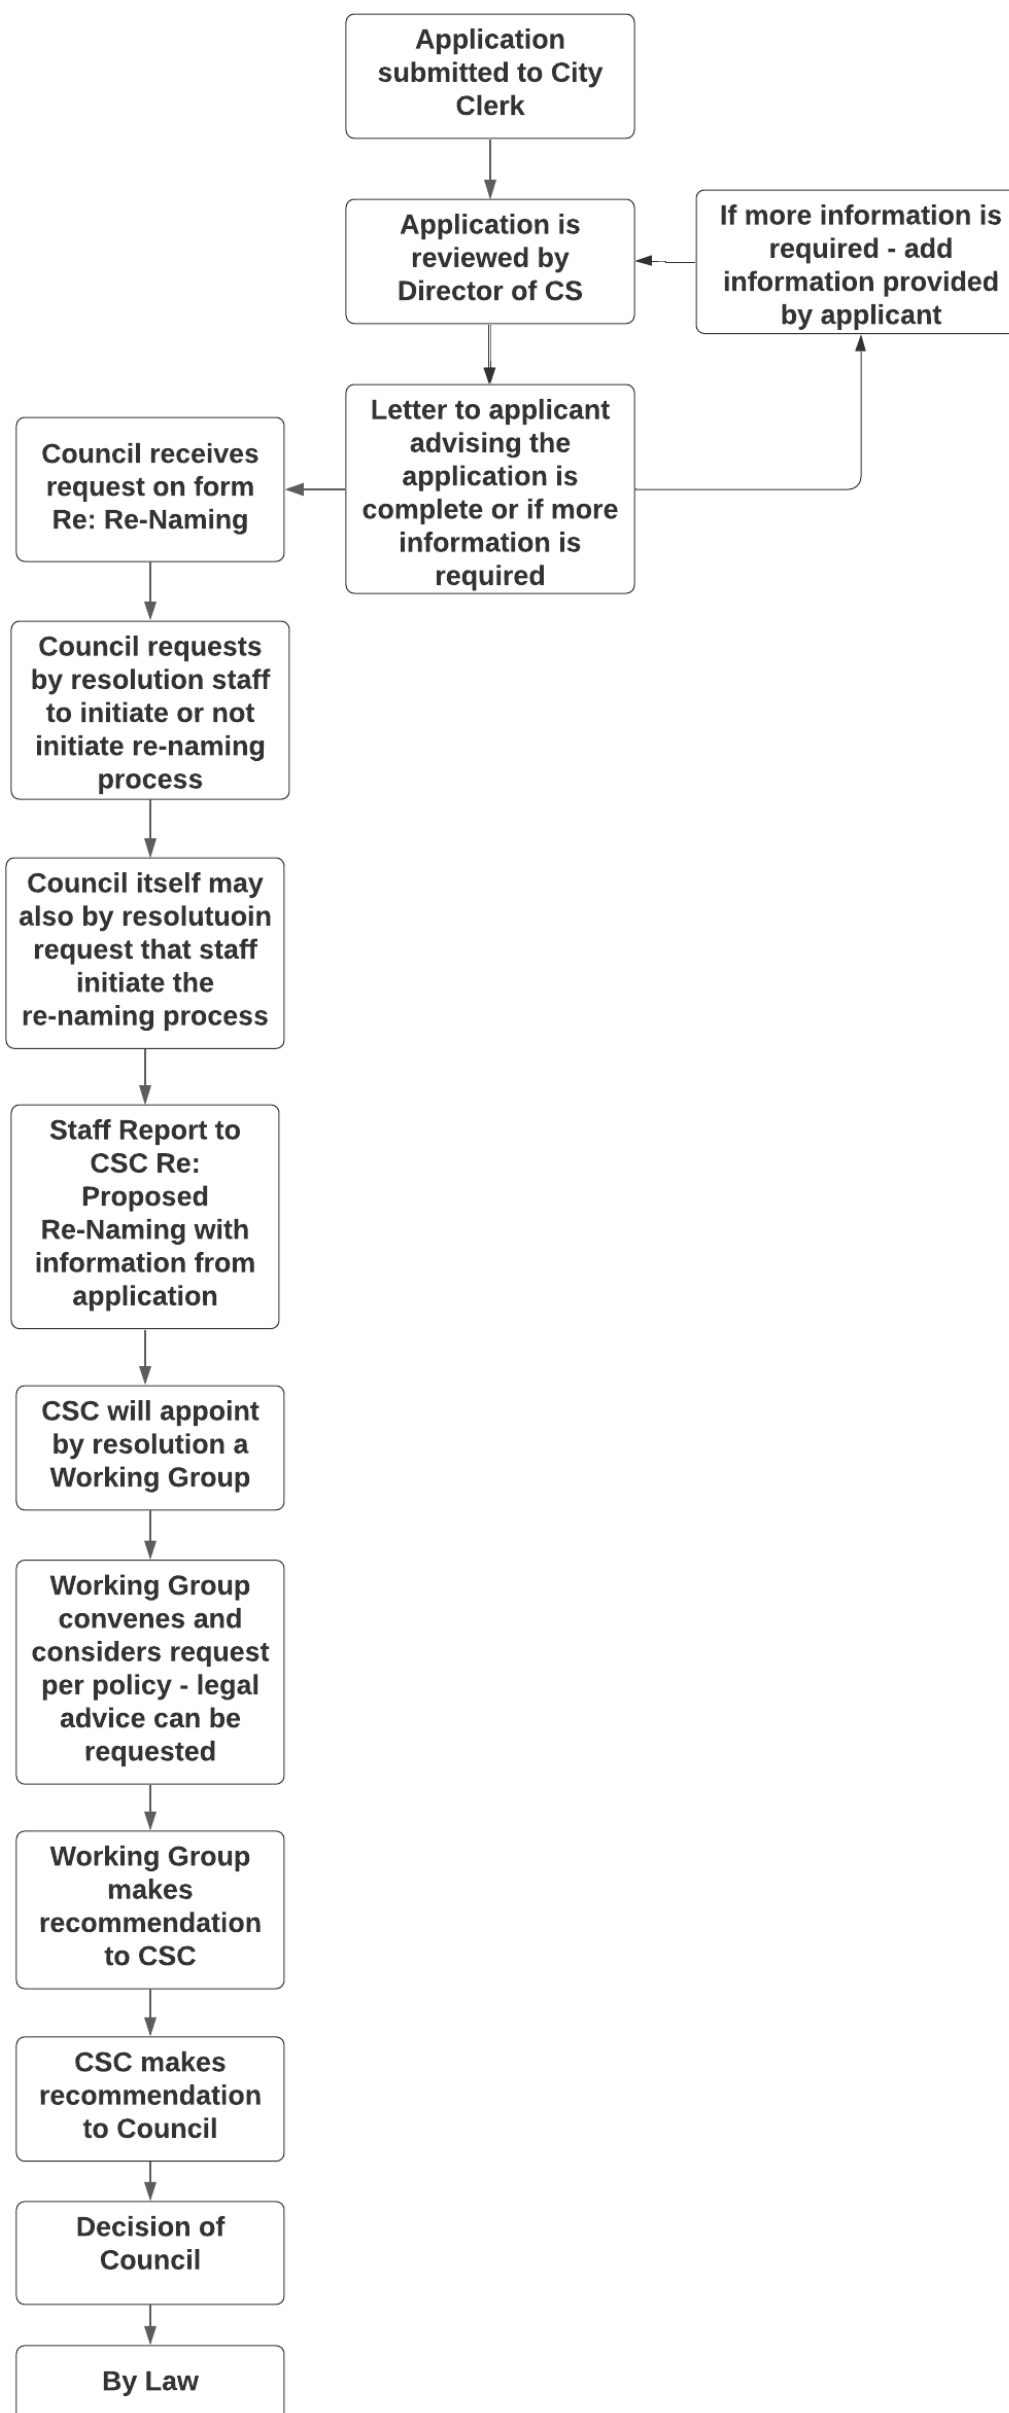 Application
submitted to City
Clerk
Application is
reviewed by
Director of CS
If more information is
required - add
information provided
by applicant
Letter to applicant
advising the
application is
complete or if more
information is
required
Council receives
request on form
Re: Re-Naming
Council requests
by resolution staff
to initiate or not
initiate re-naming
process
Council itself may
also by resolutuoin
request that staff
initiate the
re-naming process
Staff Report to
CSC Re:
Proposed
Re-Naming with
information from
application
CSC will appoint
by resolution a
Working Group
Working Group
convenes and
considers request
per policy - legal
advice can be
requested
Working Group
makes
recommendation
to CSC
CSC makes
recommendation
to Council
Decision of
Council
By Law